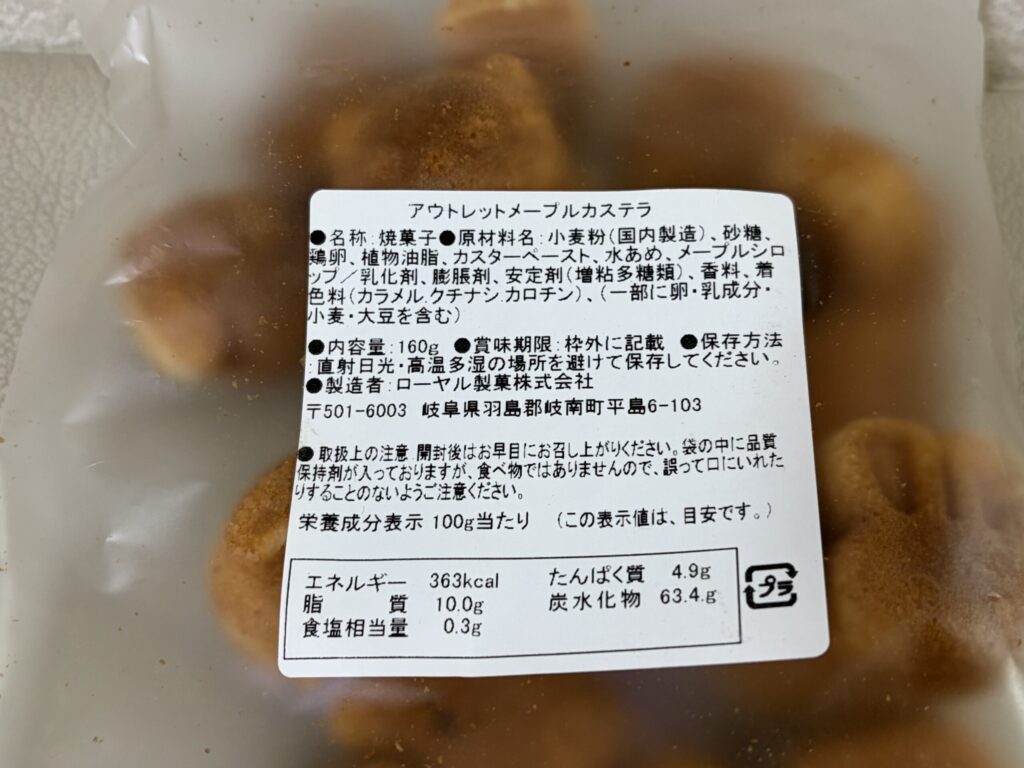 アウトレットメープルカステラ
●名称:焼菓子●原材料名:小麦粉(国内製造)、砂糖、
鶏卵、植物油脂、カスターペースト、水あめ、メープルシロ
ップ/乳化剤、膨脹剤、安定剤(増粘多糖類)、香料、着
色料(カラメル.クチナシ.カロチン)、(一部に卵・乳成分・
小麦・大豆を含む)
●内容量:160g ●賞味期限:枠外に記載 ●保存方法
:直射日光・高温多湿の場所を避けて保存してください。
●製造者:ローヤル製菓株式会社
〒501-6003 岐阜県羽島郡岐南町平島6-103
● 取扱上の注意.開封後はお早目にお召し上がりください。袋の中に品質
保持剤が入っておりますが、食べ物ではありませんので、誤って口にいれた
りすることのないようご注意ください。
栄養成分表示 100g当たり (この表示値は、目安です。)
エネルギー 363kcal たんぱく質 4.9g
脂質 10.0g 炭水化物 63.4.g
食塩相当量 0.3g
プラ